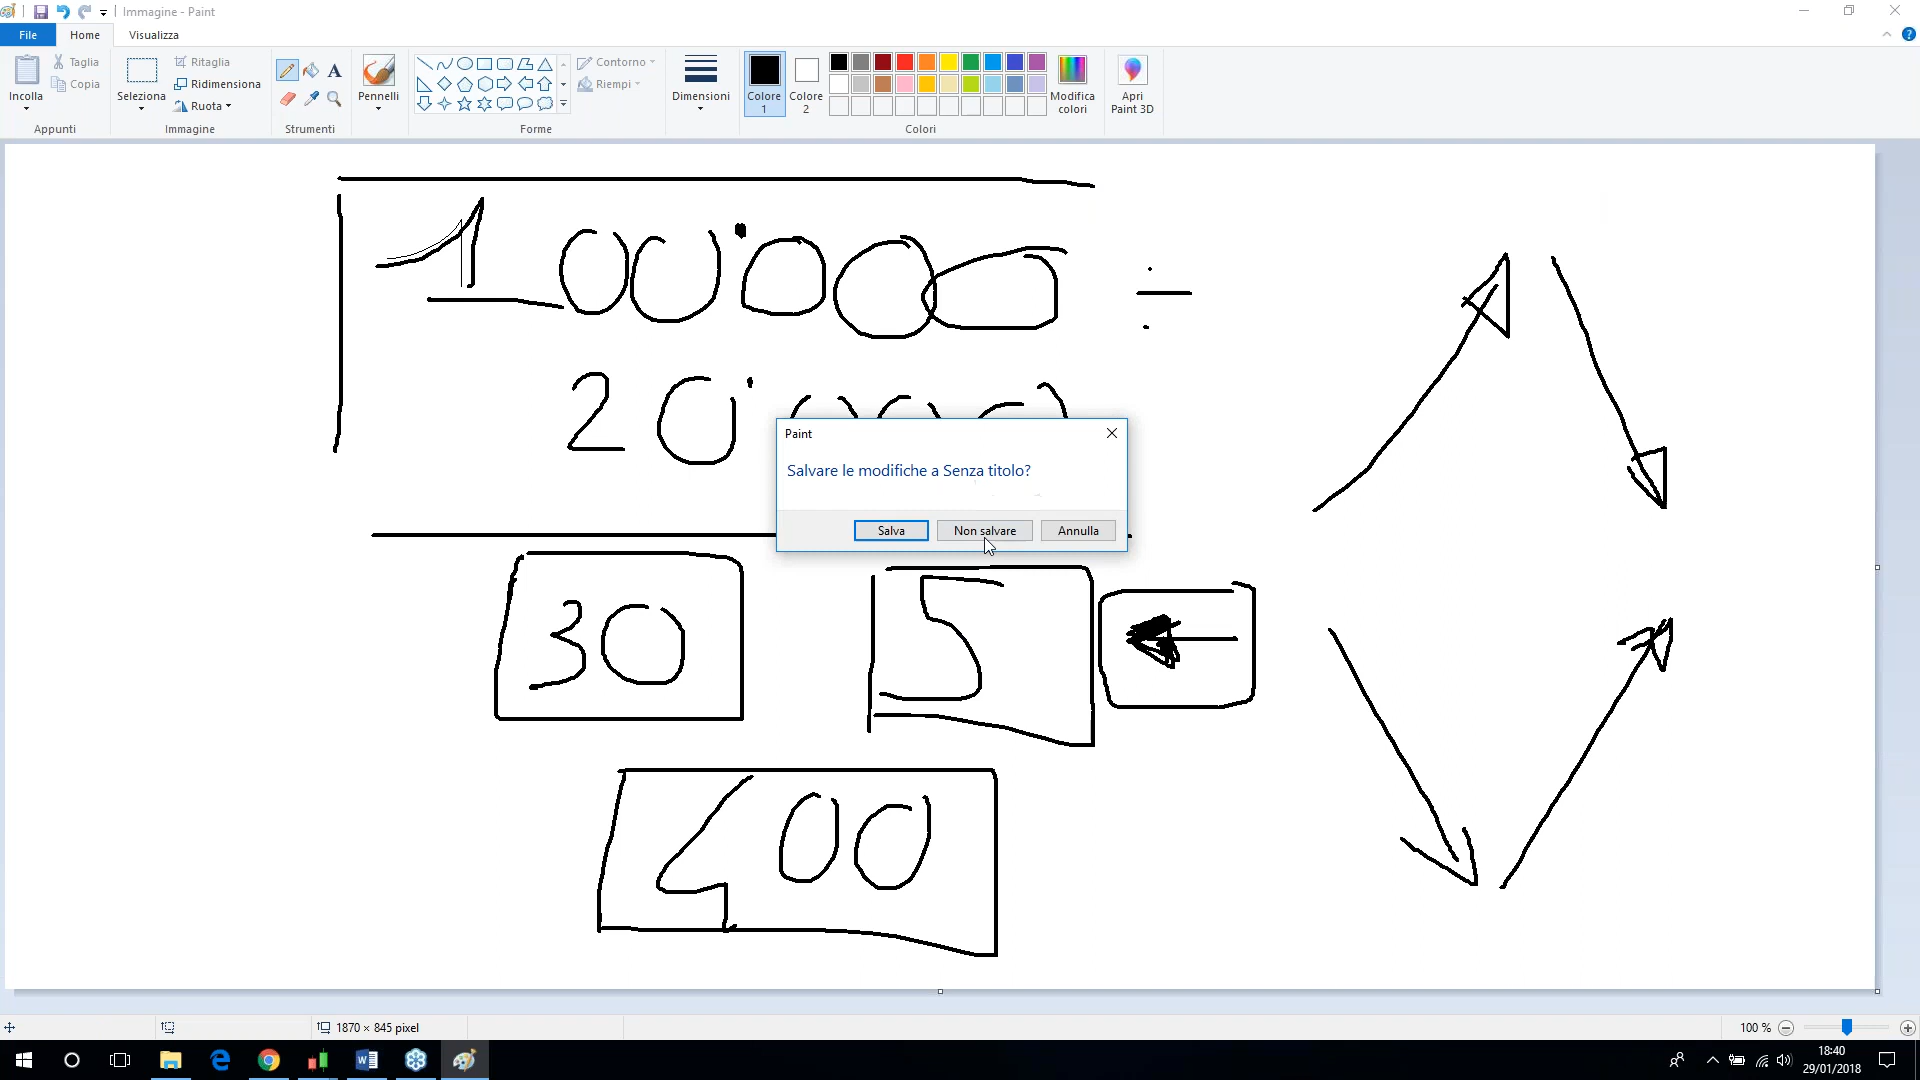 Immagine - Paint
File Home Visualizza
Incolla
Taglia
Copia
Appunti
Seleziona
Ritaglia
Ridimensiona
Ruota
Immagine
A
Strumenti
Pennelli
Contorno
Riempi
Forme
Dimensioni
Colore 1
Colore 2
Modifica colori
Colori
Apri Paint 3D
100'000 ÷
20'000
Paint
Salvare le modifiche a Senza titolo?
Salva Non salvare Annulla
30 5
400
1870 × 845 pixel
100 %
18:40
29/01/2018